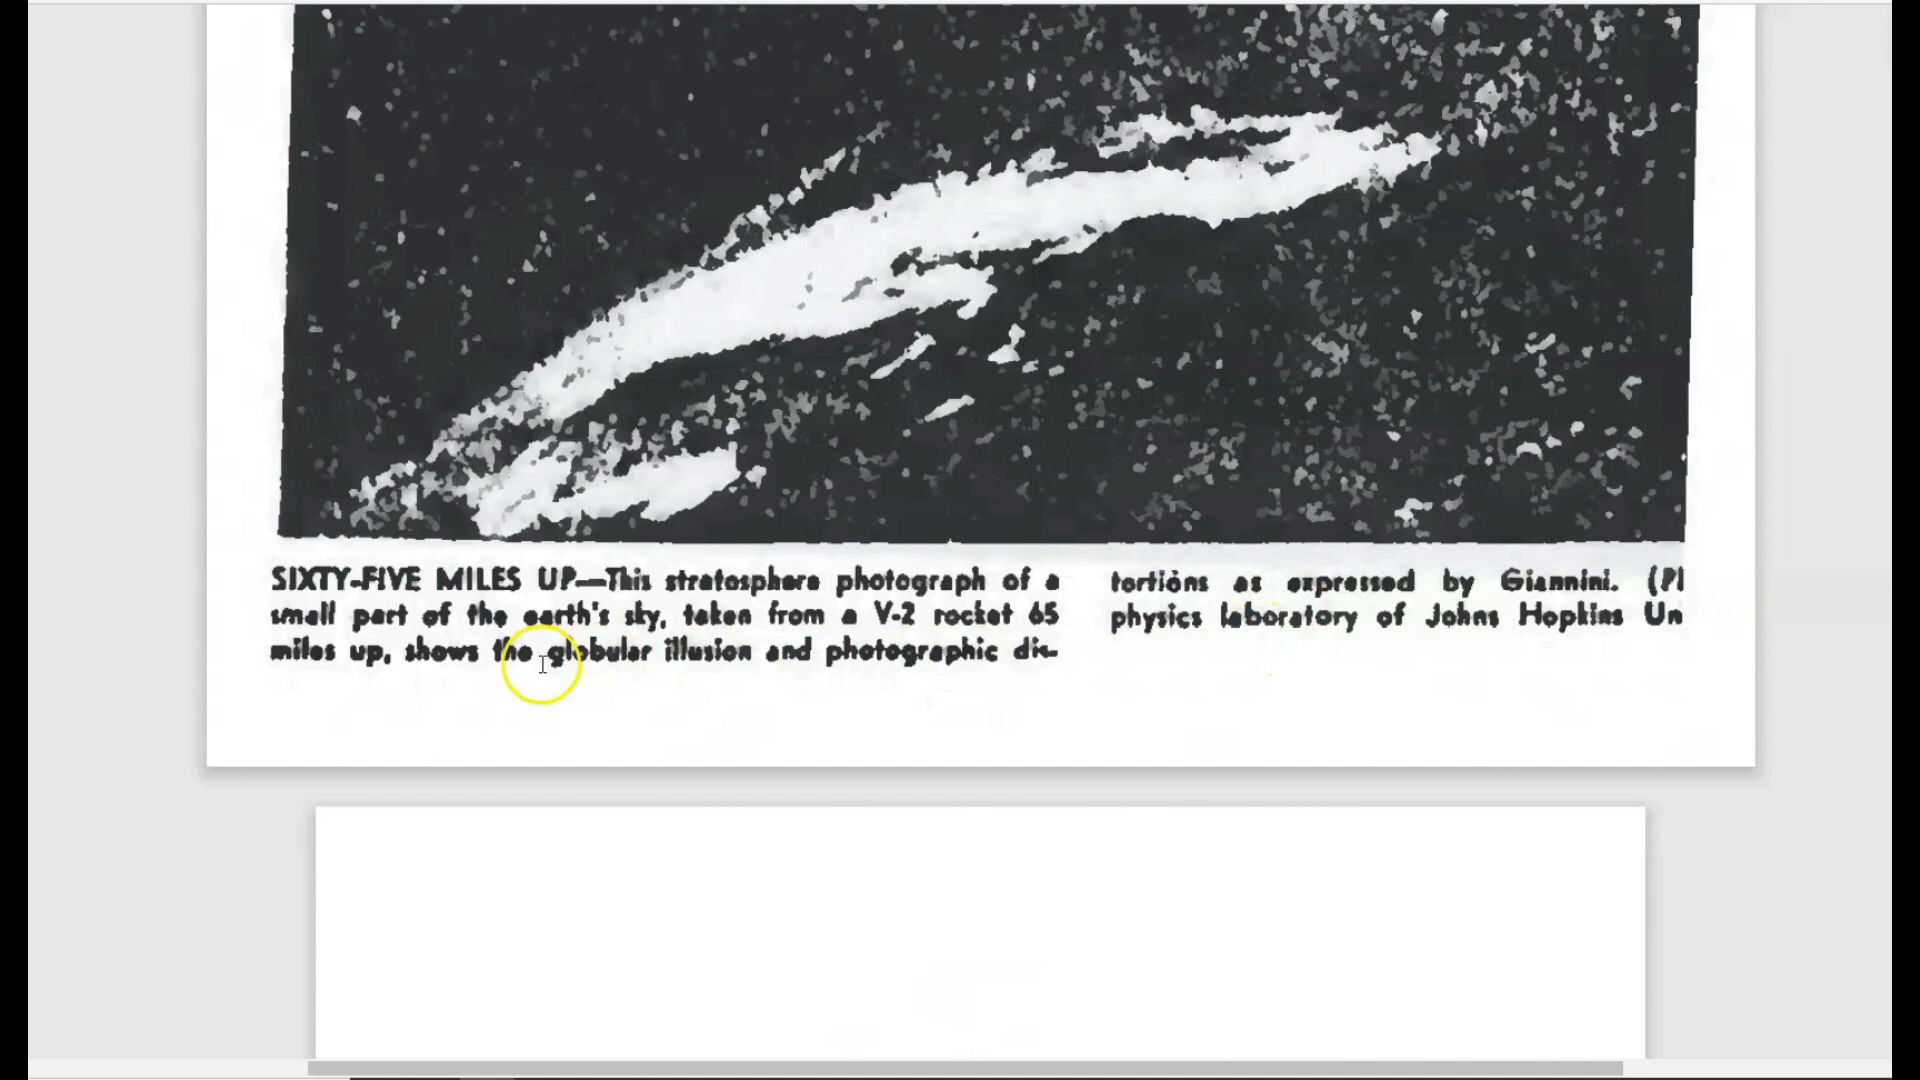 SIXTY-FIVE MILES UP—This stratosphere photograph of a
small part of the earth's sky, taken from a V-2 rocket 65
miles up, shows the globular illusion and photographic dis-
tortions as expressed by Giannini. (Pl
physics laboratory of Johns Hopkins Un